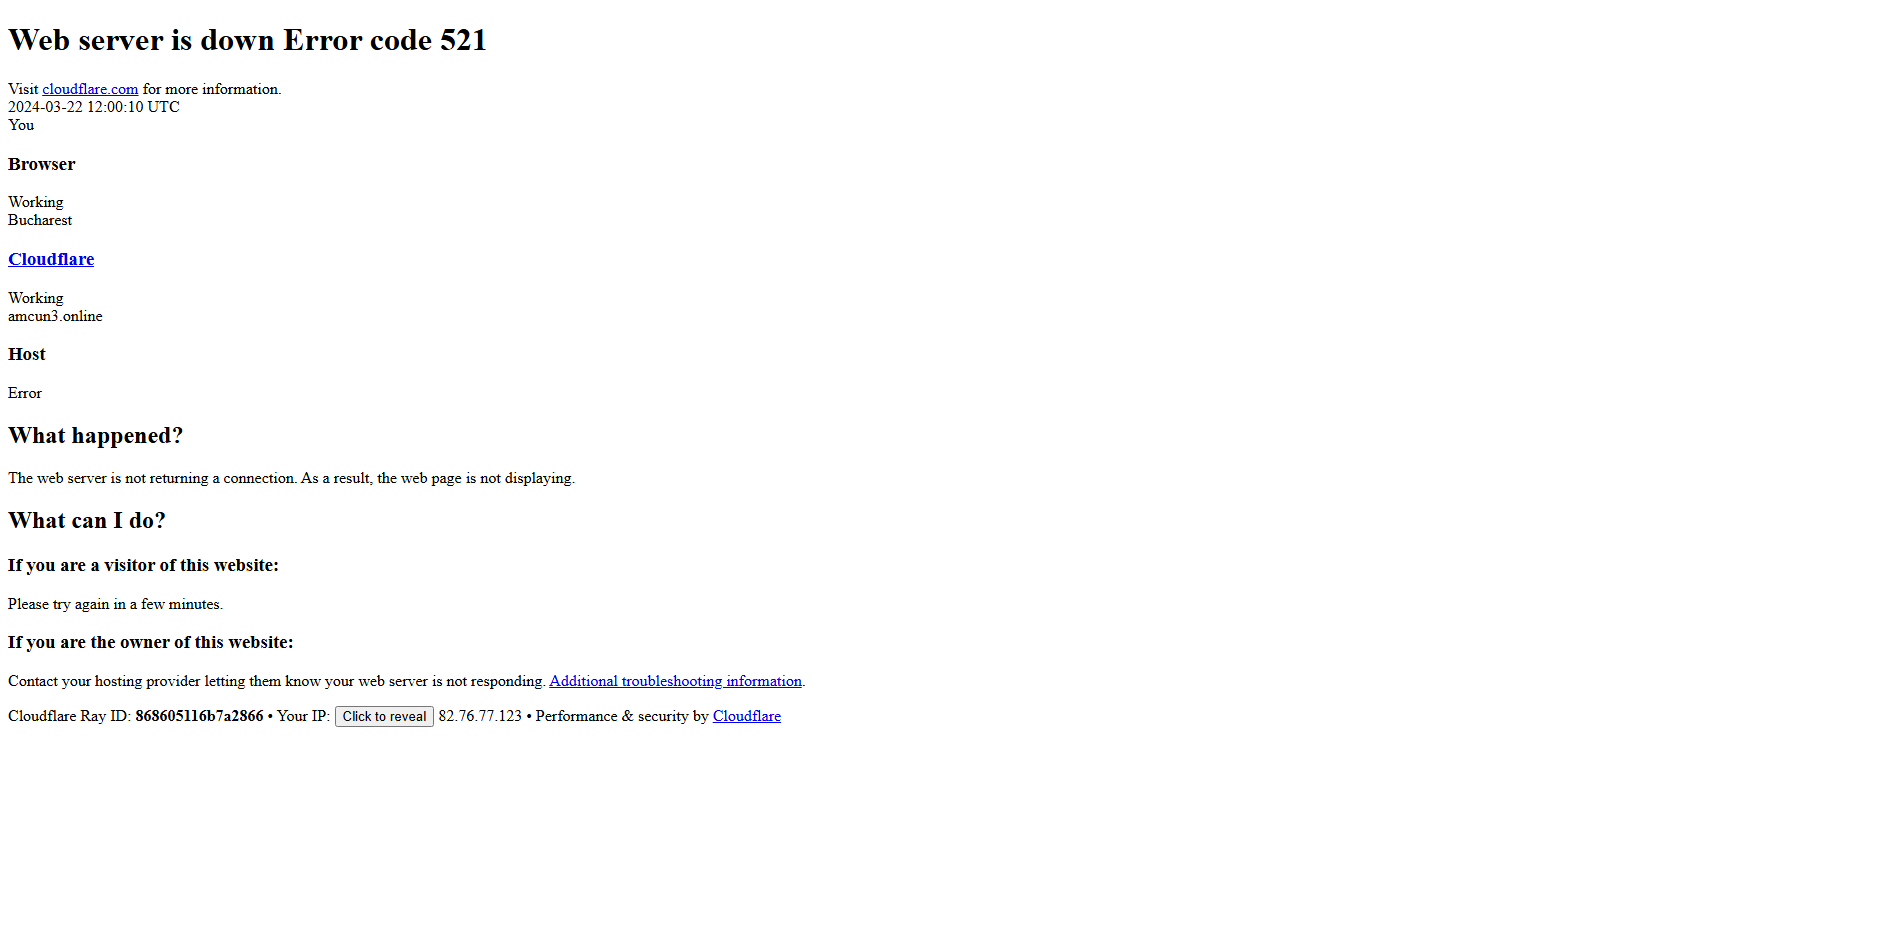 Web server is down Error code 521
Visit cloudflare.com for more information.
2024-03-22 12:00:10 UTC
You
Browser
Working
Bucharest
Cloudflare
Working
amcun3.online
Host
Error
What happened?
The web server is not returning a connection. As a result, the web page is not displaying.
What can I do?
If you are a visitor of this website:
Please try again in a few minutes.
If you are the owner of this website:
Contact your hosting provider letting them know your web server is not responding. Additional troubleshooting information.
Cloudflare Ray ID: 868605116b7a2866 • Your IP: Click to reveal 82.76.77.123 • Performance & security by Cloudflare